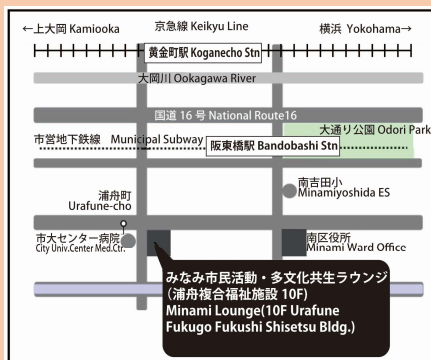 ←上大岡 Kamiooka
京急線 Keikyu Line
横浜 Yokohama→
黄金町駅 Koganecho Stn
大岡川 Ookagawa River
国道 16 号 National Route16
大通り公園 Odori Park
市営地下鉄線 Municipal Subway
阪東橋駅 Bandobashi Stn
南吉田小
Minamiyoshida ES
浦舟町
Urafune-cho
市大センター病院
City Univ.Center Med.Ctr.
南区役所
Minami Ward Office
みなみ市民活動・多文化共生ラウンジ
（浦舟複合福祉施設 10F）
Minami Lounge(10F Urafune
Fukugo Fukushi Shisetsu Bldg.)